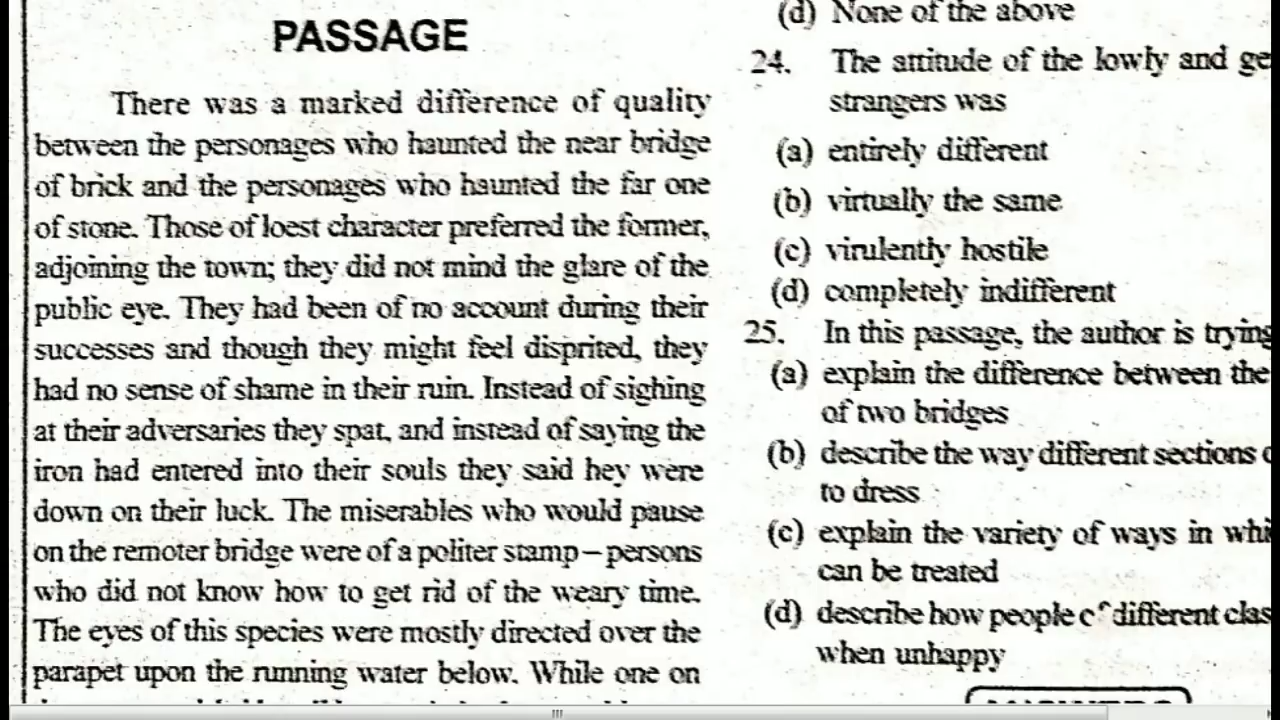 PASSAGE
There was a marked difference of quality
between the personages who haunted the near bridge
of brick and the personages who haunted the far one
of stone. Those of loest character preferred the former,
adjoining the town; they did not mind the glare of the
public eye. They had been of no account during their
successes and though they might feel disprited, they
had no sense of shame in their ruin. Instead of sighing
at their adversaries they spat, and instead of saying the
iron had entered into their souls they said hey were
down on their luck. The miserables who would pause
on the remoter bridge were of a politer stamp – persons
who did not know how to get rid of the weary time.
The eyes of this species were mostly directed over the
parapet upon the running water below. While one on
(d) None of the above
24. The attitude of the lowly and ge
strangers was
(a) entirely different
(b) virtually the same
(c) virulently hostile
(d) completely indifferent
25. In this passage, the author is trying
(a) explain the difference between the
of two bridges
(b) describe the way different sections
to dress
(c) explain the variety of ways in whi
can be treated
(d) describe how people of different clas
when unhappy